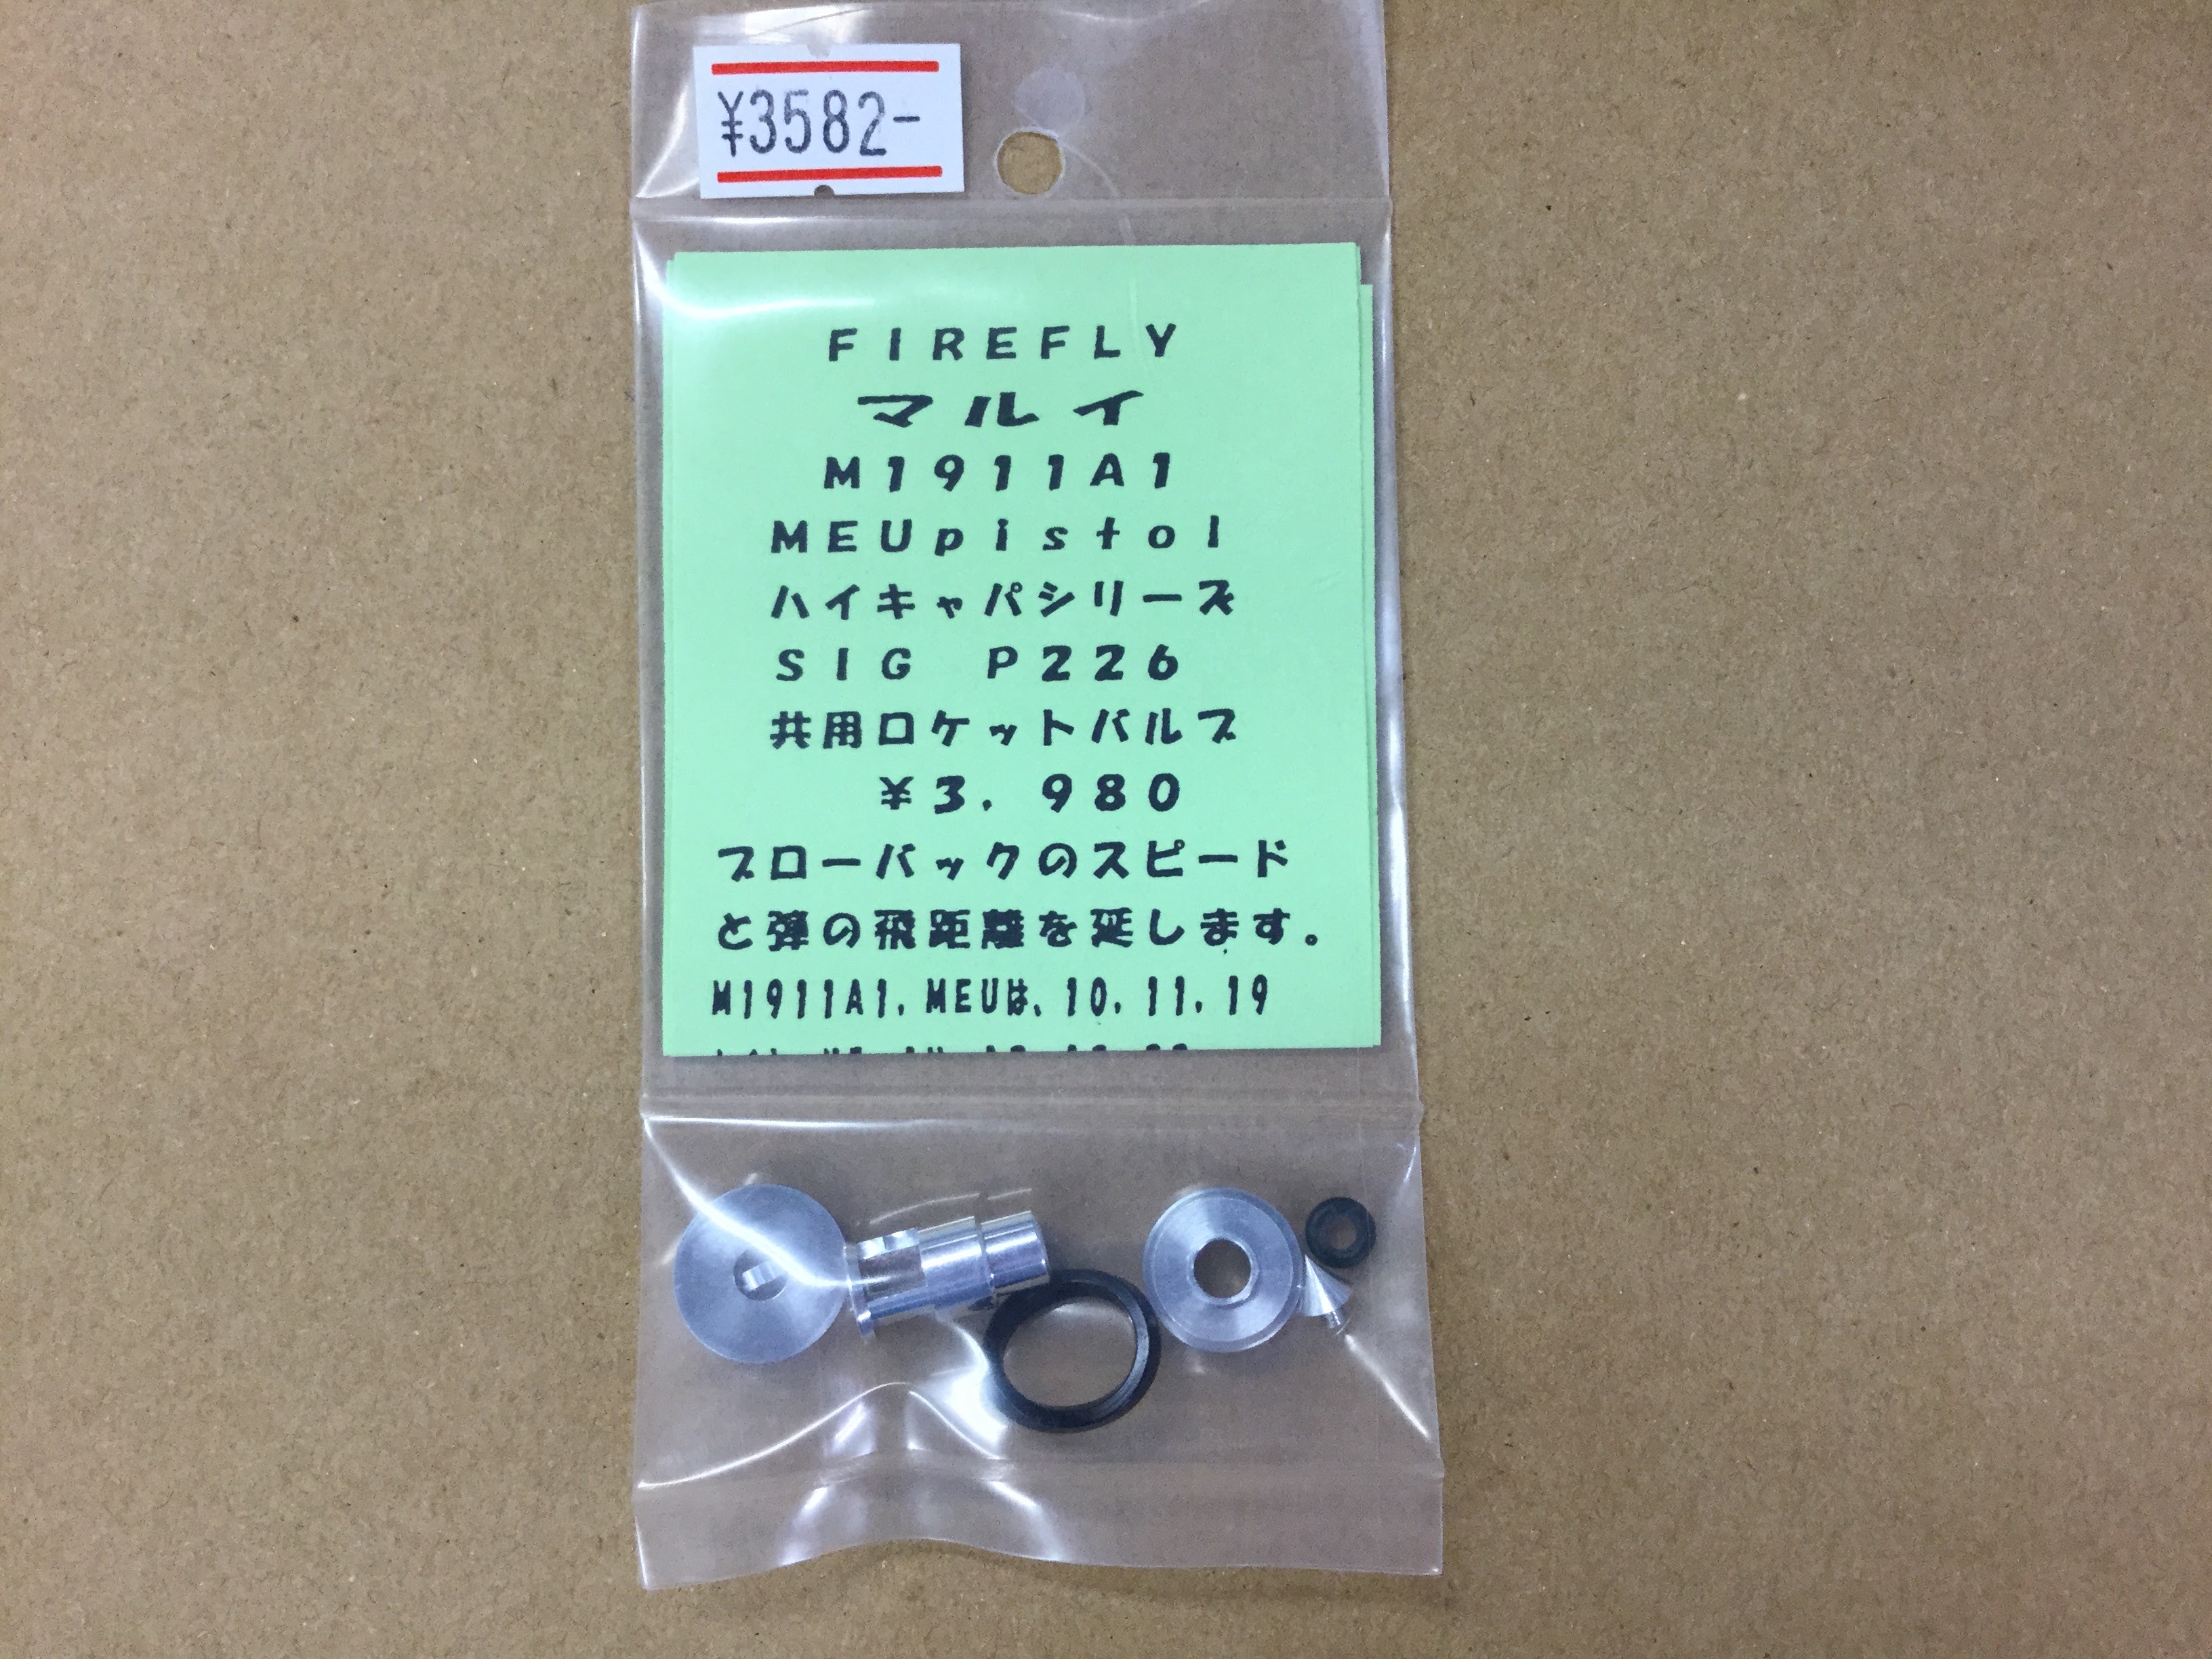 ¥3582-
FIREFLY
マルイ
M1911A1
MEUpistol
ハイキャパシリーズ
SIG P226
共用ロケットバルブ
¥3.980
ブローバックのスピード
と弾の飛距離を延します。
M1911A1.MEUは、10.11.19